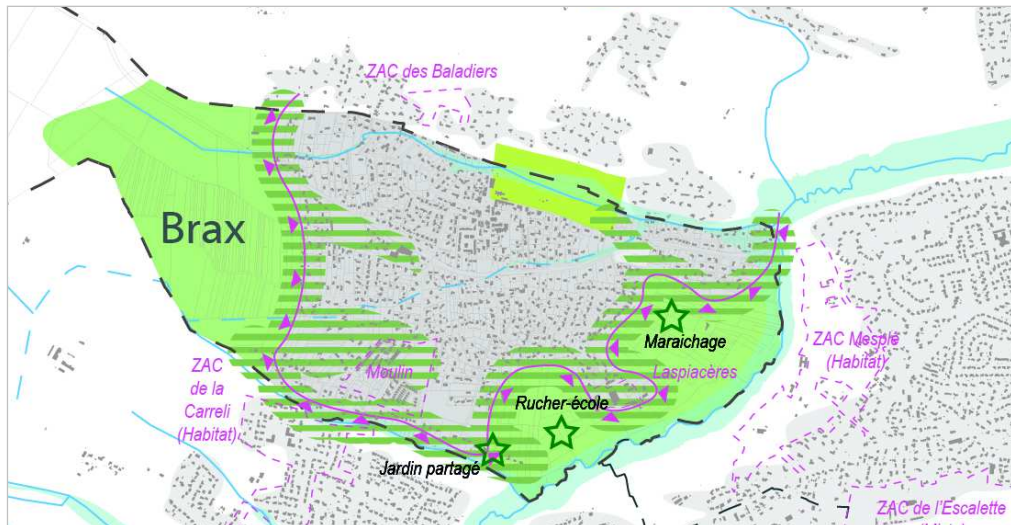 ZAC des Baladiers
Brax
Maraichage
ZAC Mesplé
(Habitat)
ZAC
de la
Carreli
(Habitat)
Moulin
Laspiacères
Rucher-école
Jardin partagé
ZAC de l'Escalette